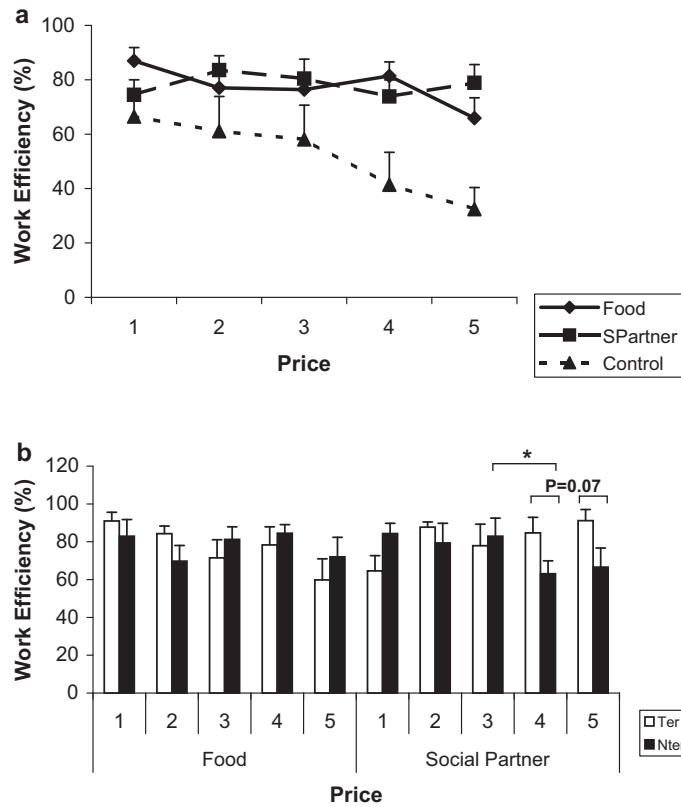 a
Work Efficiency (%)
100
80
60
40
20
0
1 2 3 4 5
Price
Food
SPartner
Control
b
Work Efficiency (%)
120
100
80
60
40
20
0
*
P=0.07
1 2 3 4 5 1 2 3 4 5
Food Social Partner
Price
Ter
Nter